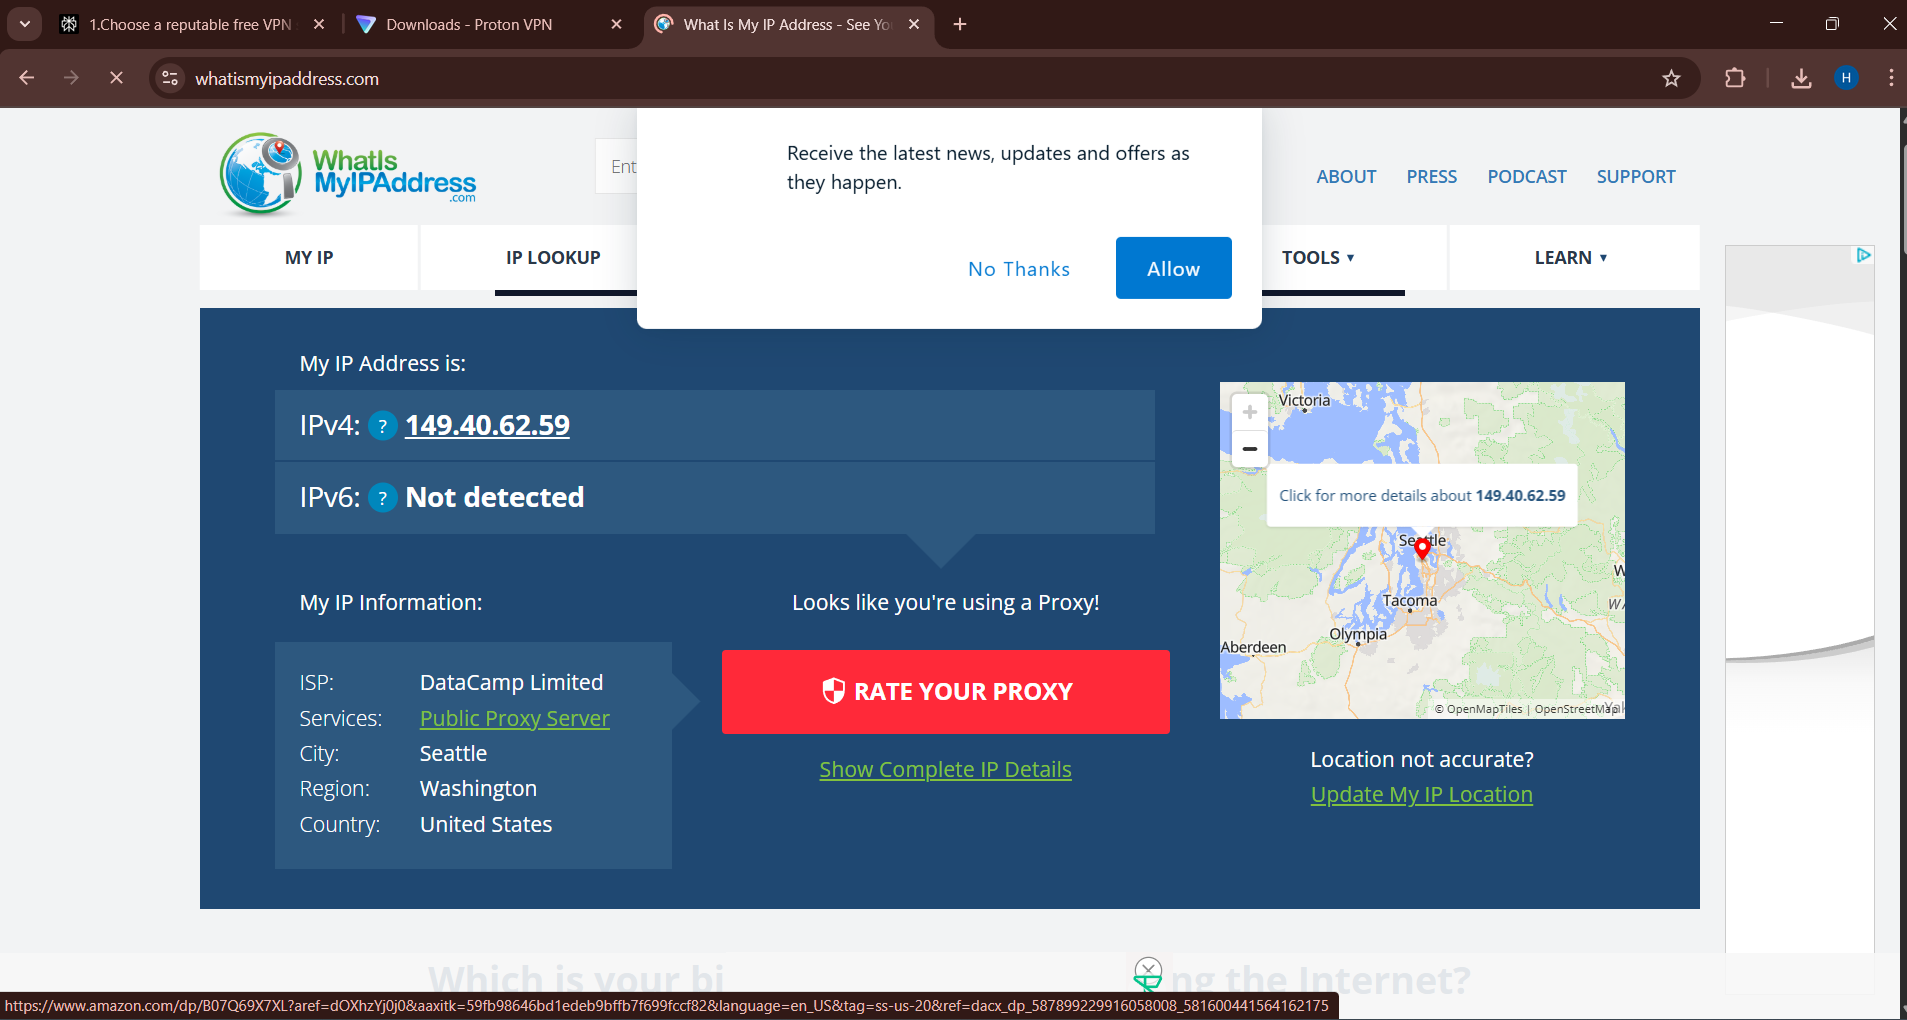 1.Choose a reputable free VPN
Downloads - Proton VPN
What Is My IP Address - See Yo
whatismyipaddress.com
H
WhatIs
MyIPAddress
.com
Ent
Receive the latest news, updates and offers as
they happen.
No Thanks
Allow
ABOUT
PRESS
PODCAST
SUPPORT
MY IP
IP LOOKUP
TOOLS ▾
LEARN ▾
My IP Address is:
IPv4: ? 149.40.62.59
IPv6: ? Not detected
My IP Information:
ISP: DataCamp Limited
Services: Public Proxy Server
City: Seattle
Region: Washington
Country: United States
Looks like you're using a Proxy!
RATE YOUR PROXY
Show Complete IP Details
+
−
Victoria
Click for more details about 149.40.62.59
Seattle
Tacoma
Olympia
Aberdeen
© OpenMapTiles | OpenStreetMap
Location not accurate?
Update My IP Location
Which is your bi
ng the Internet?
https://www.amazon.com/dp/B07Q69X7XL?aref=dOXhzYj0j0&aaxitk=59fb98646bd1edeb9bffb7f699fccf82&language=en_US&tag=ss-us-20&ref=dacx_dp_587899229916058008_581600441564162175